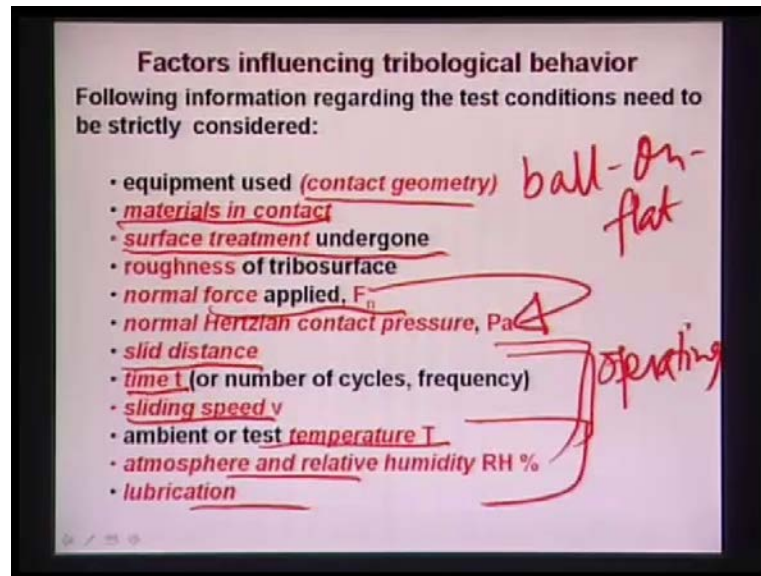 Factors influencing tribological behavior
Following information regarding the test conditions need to
be strictly considered:
• equipment used (contact geometry)
ball-on-
flat
• materials in contact
• surface treatment undergone
• roughness of tribosurface
• normal force applied, Fn
• normal Hertzian contact pressure, Pa
• slid distance
• time t (or number of cycles, frequency)
operating
• sliding speed v
• ambient or test temperature T
• atmosphere and relative humidity RH %
• lubrication